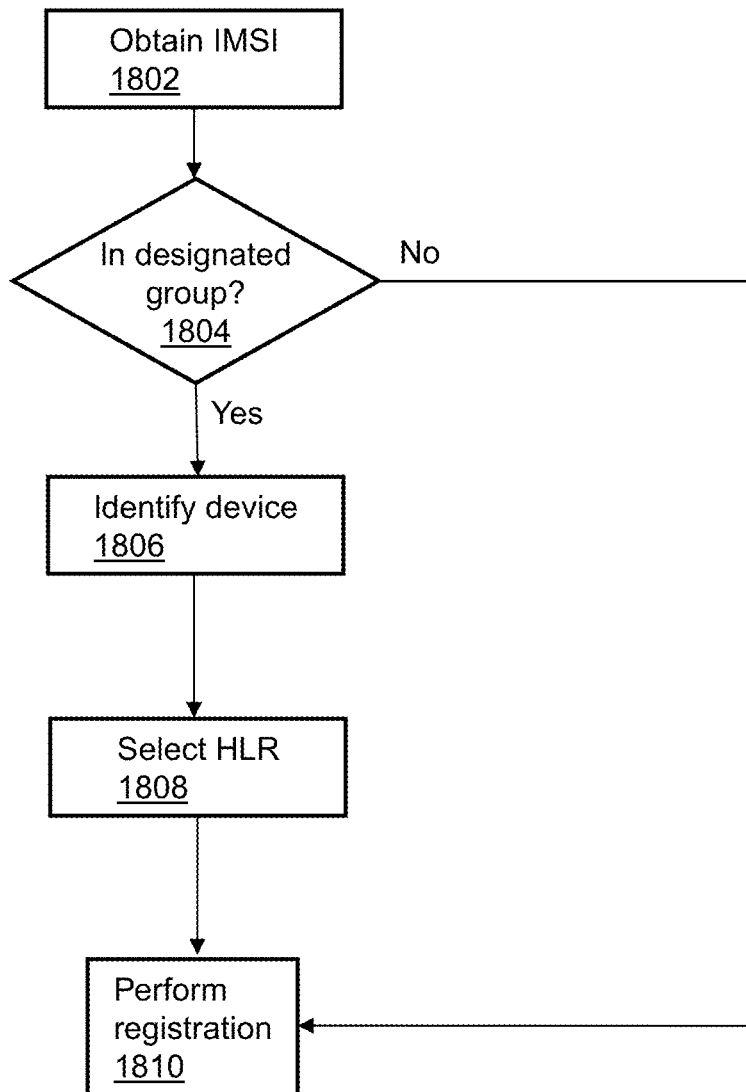 Obtain IMSI
1802
In designated
group?
1804
No
Yes
Identify device
1806
Select HLR
1808
Perform
registration
1810